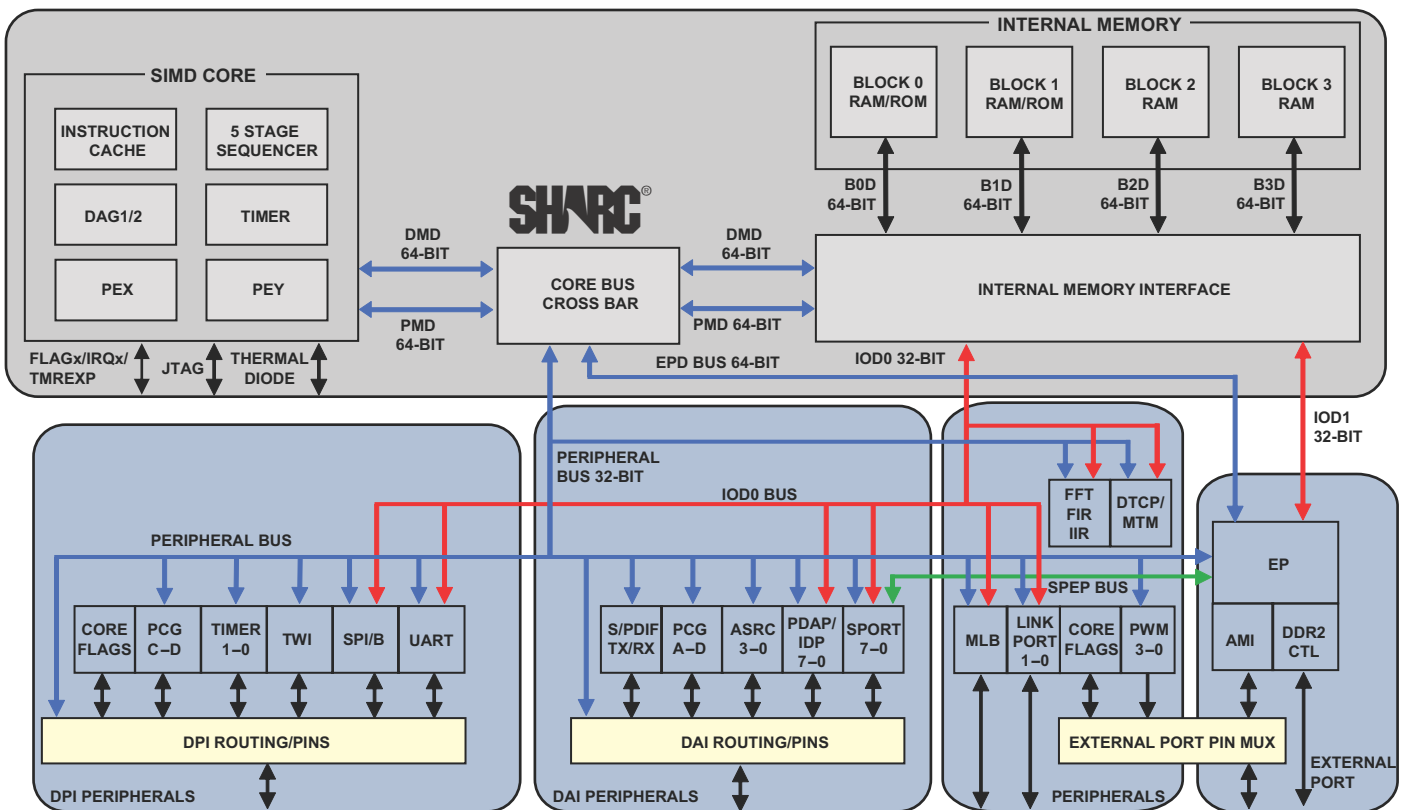 INTERNAL MEMORY
SIMD CORE
BLOCK 0
RAM/ROM
BLOCK 1
RAM/ROM
BLOCK 2
RAM
BLOCK 3
RAM
INSTRUCTION
CACHE
5 STAGE
SEQUENCER
DAG1/2
TIMER
PEX
PEY
SHARC®
B0D
64-BIT
B1D
64-BIT
B2D
64-BIT
B3D
64-BIT
DMD
64-BIT
DMD
64-BIT
CORE BUS
CROSS BAR
INTERNAL MEMORY INTERFACE
PMD
64-BIT
PMD 64-BIT
FLAGx/IRQx/
TMREXP
JTAG
THERMAL
DIODE
EPD BUS 64-BIT
IOD0 32-BIT
IOD1
32-BIT
PERIPHERAL
BUS 32-BIT
IOD0 BUS
FFT
FIR
IIR
DTCP/
MTM
PERIPHERAL BUS
EP
SPEP BUS
CORE
FLAGS
PCG
C–D
TIMER
1–0
TWI
SPI/B
UART
S/PDIF
TX/RX
PCG
A–D
ASRC
3–0
PDAP/
IDP
7–0
SPORT
7–0
MLB
LINK
PORT
1–0
CORE
FLAGS
PWM
3–0
AMI
DDR2
CTL
DPI ROUTING/PINS
DAI ROUTING/PINS
EXTERNAL PORT PIN MUX
DPI PERIPHERALS
DAI PERIPHERALS
PERIPHERALS
EXTERNAL
PORT